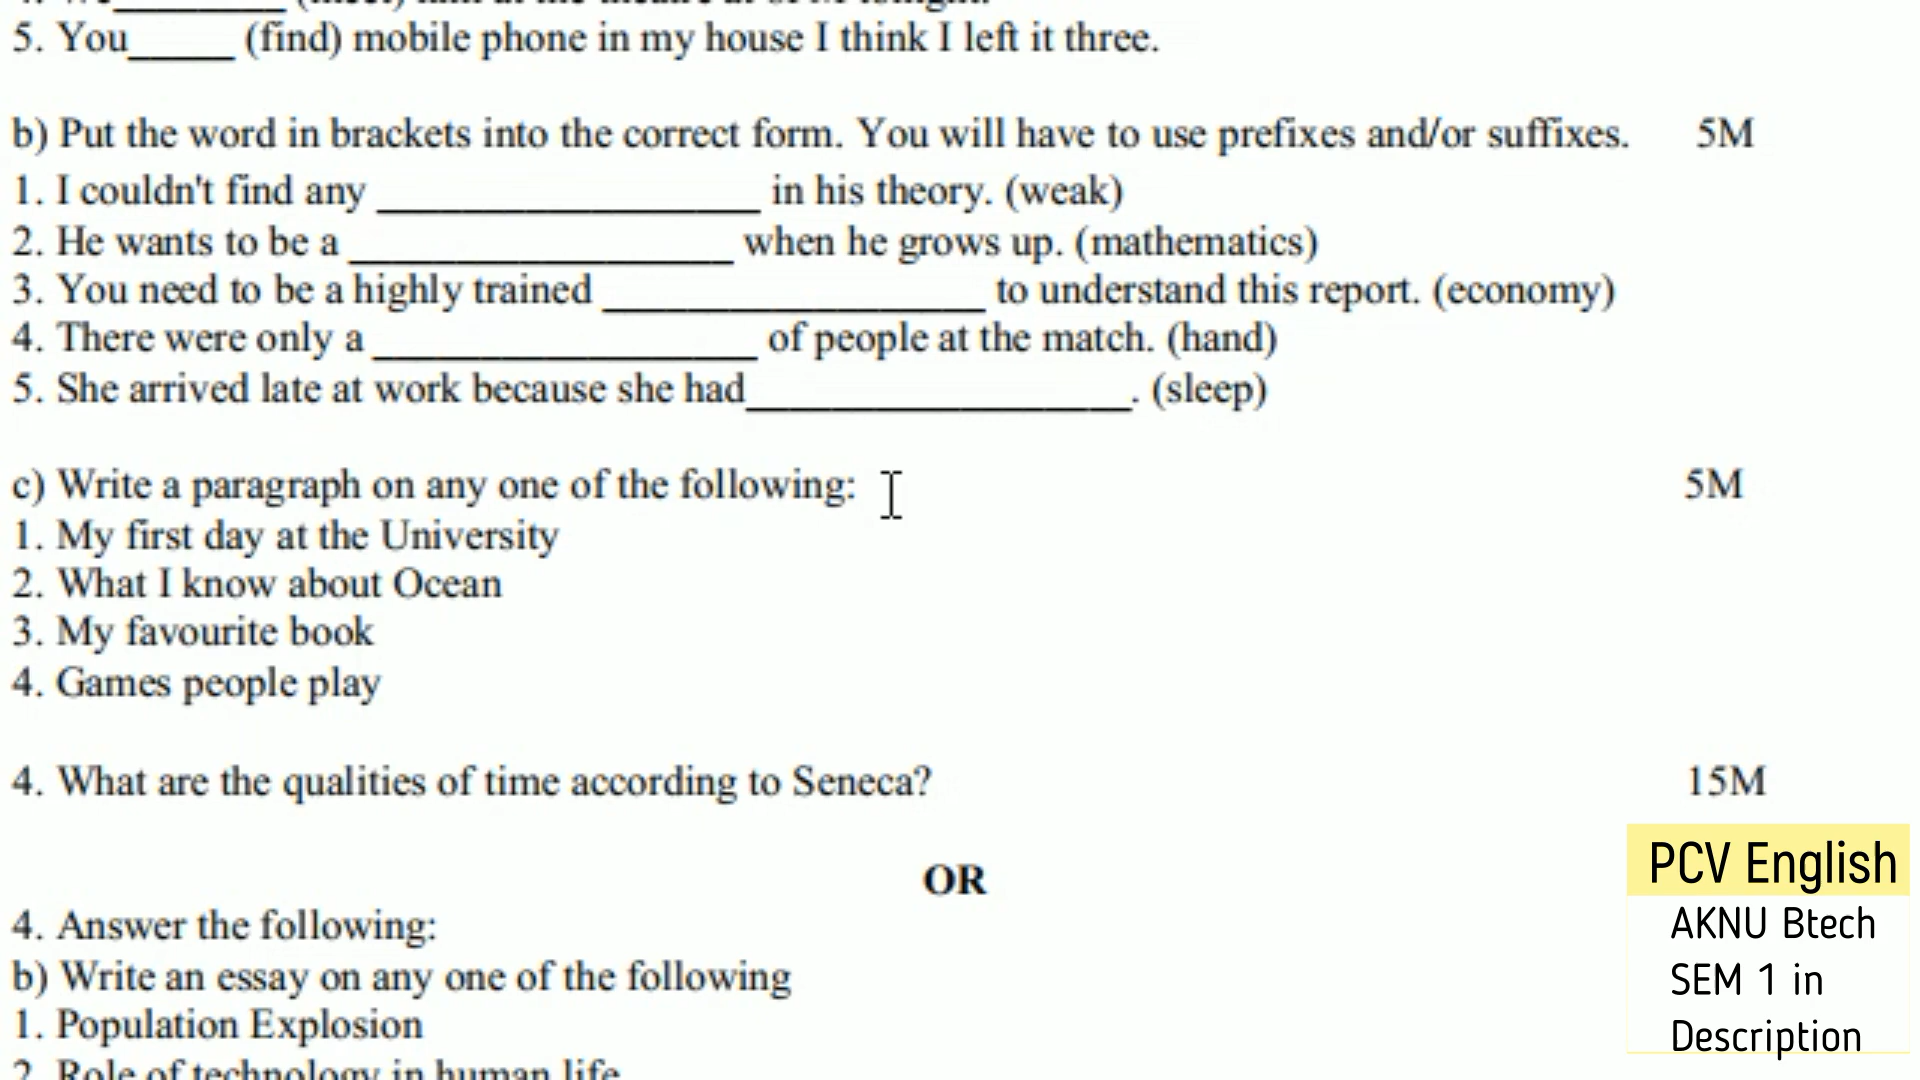 5. You_____ (find) mobile phone in my house I think I left it three.
b) Put the word in brackets into the correct form. You will have to use prefixes and/or suffixes. 5M
1. I couldn't find any __________________ in his theory. (weak)
2. He wants to be a __________________ when he grows up. (mathematics)
3. You need to be a highly trained __________________ to understand this report. (economy)
4. There were only a __________________ of people at the match. (hand)
5. She arrived late at work because she had__________________. (sleep)
c) Write a paragraph on any one of the following: 5M
1. My first day at the University
2. What I know about Ocean
3. My favourite book
4. Games people play
4. What are the qualities of time according to Seneca? 15M
OR
4. Answer the following:
b) Write an essay on any one of the following
1. Population Explosion
2. Role of technology in human life
PCV English
AKNU Btech
SEM 1 in
Description